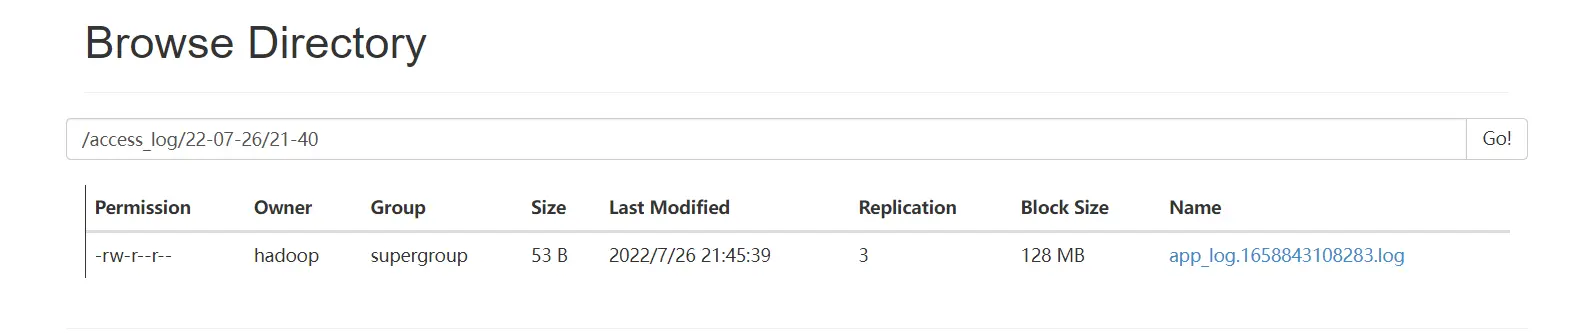 Browse Directory
/access_log/22-07-26/21-40 Go!
Permission Owner Group Size Last Modified Replication Block Size Name
-rw-r--r-- hadoop supergroup 53 B 2022/7/26 21:45:39 3 128 MB app_log.1658843108283.log